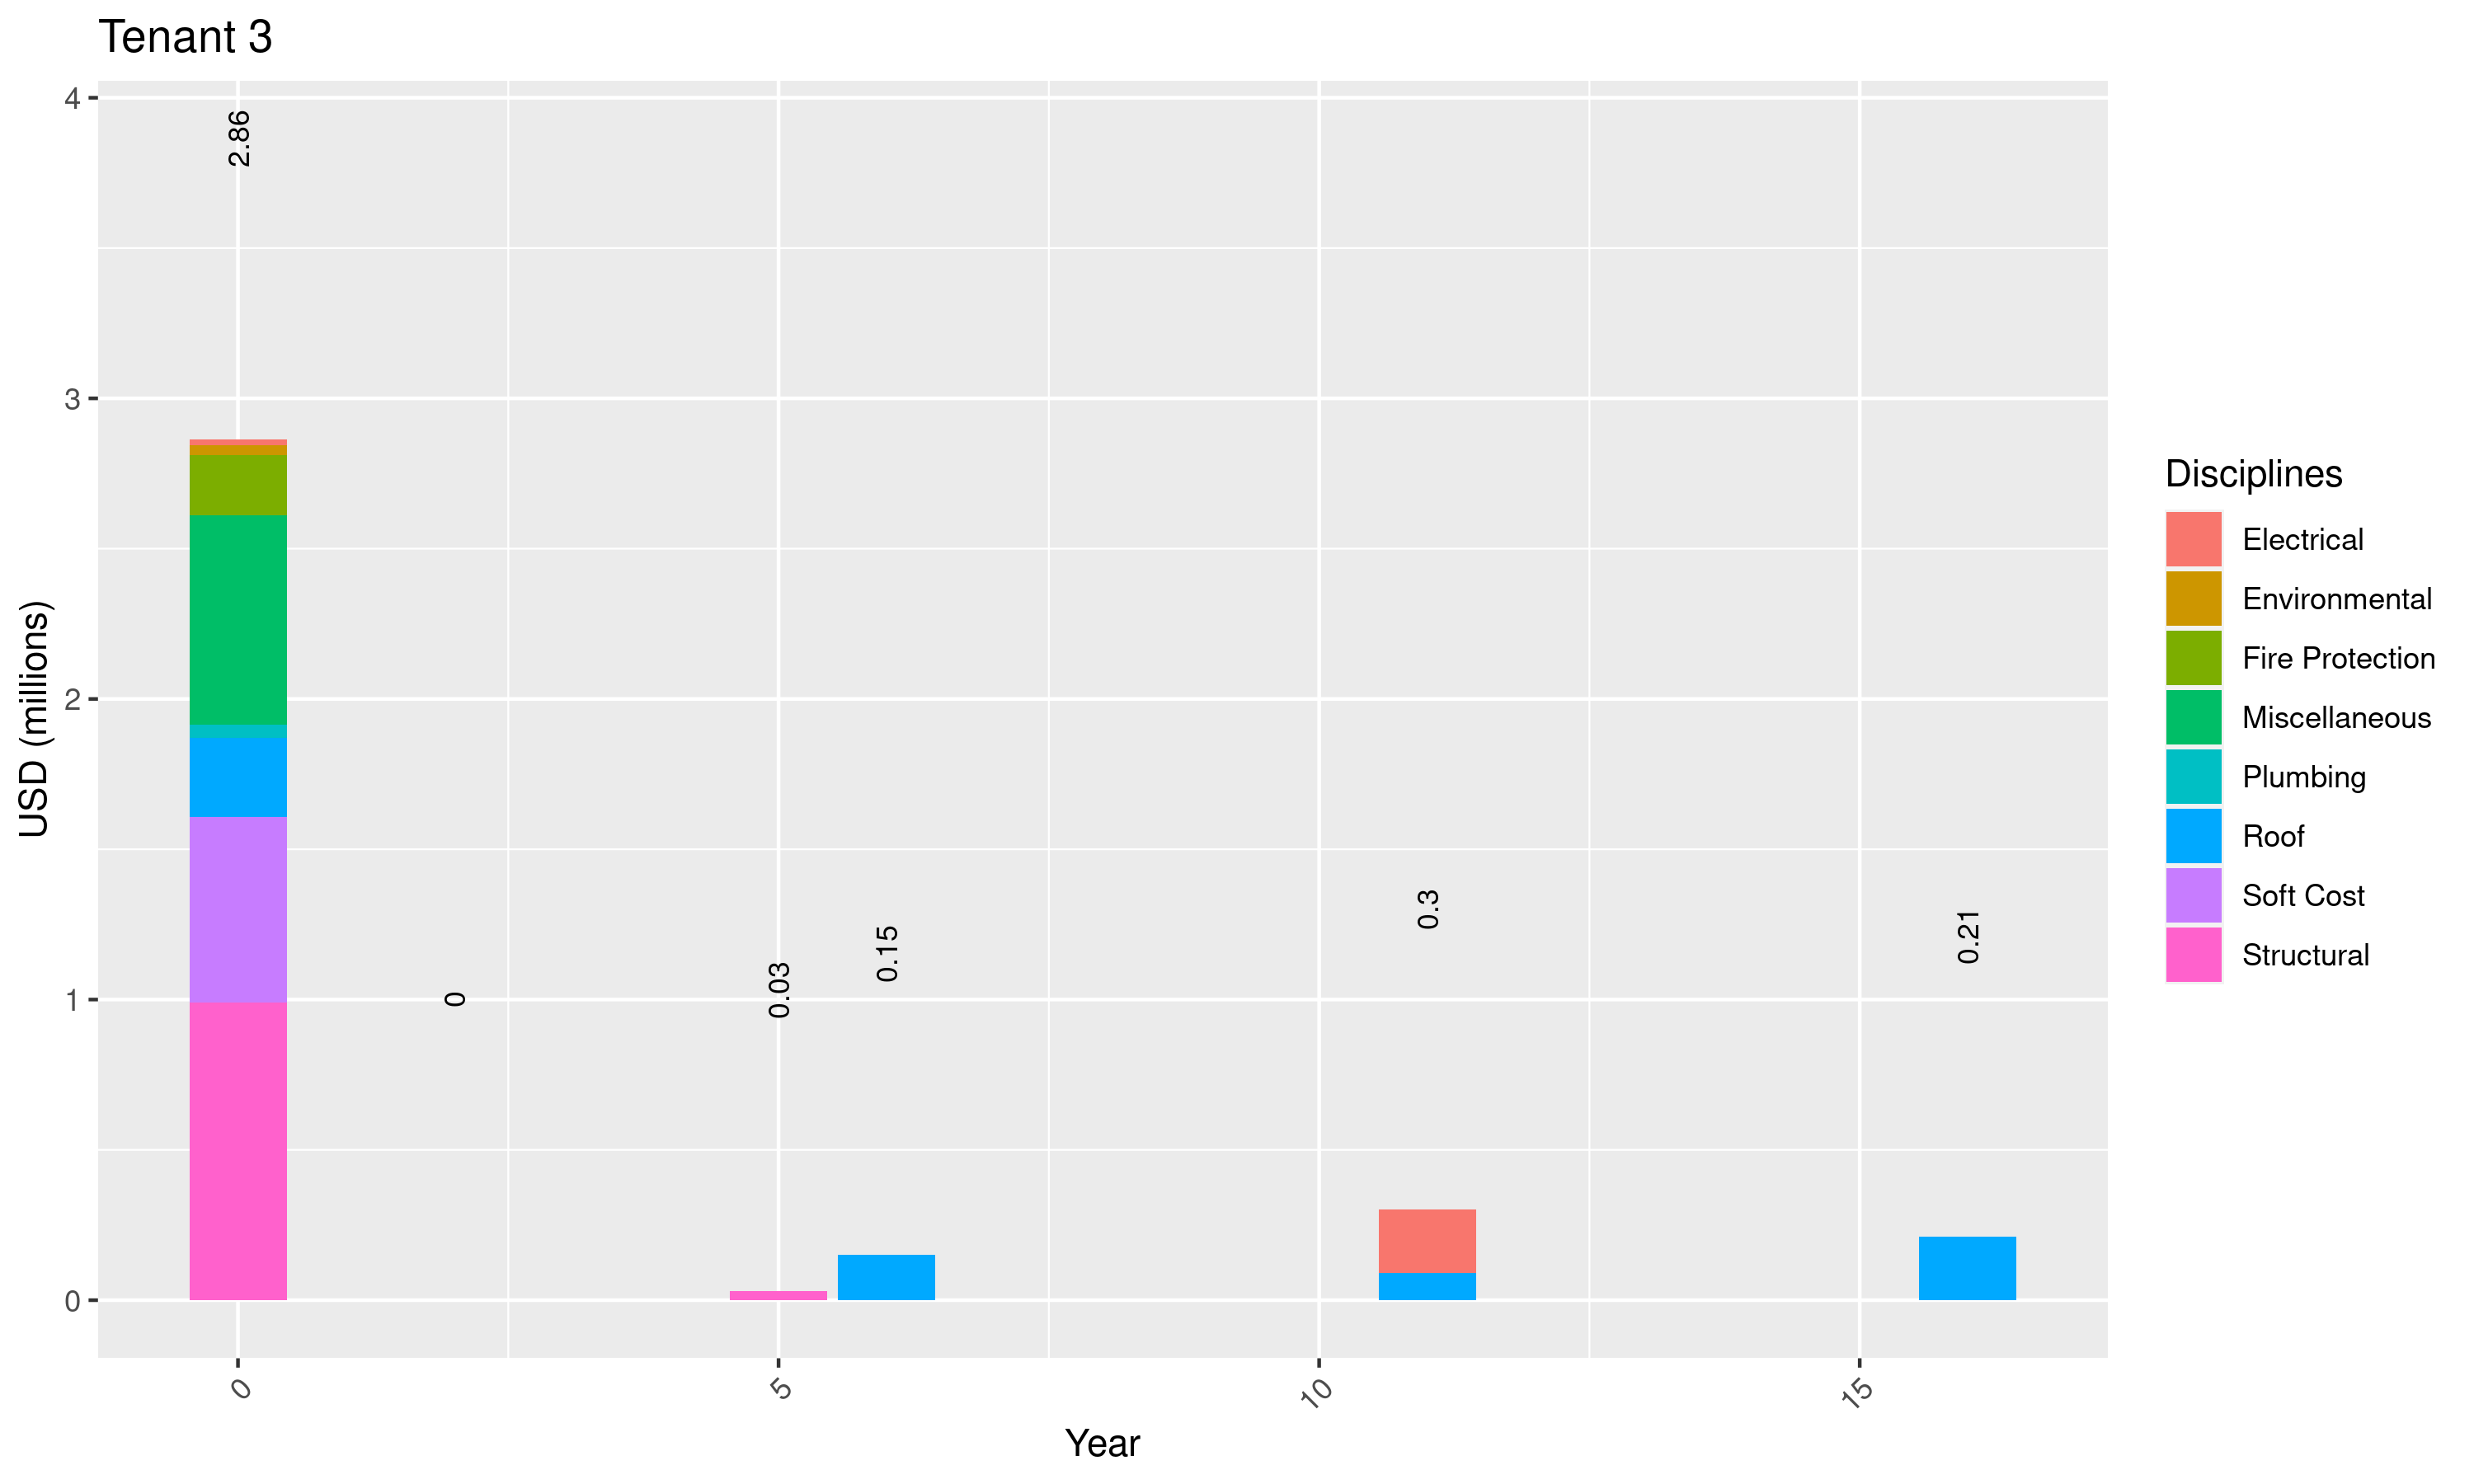 Tenant 3
USD (millions)
4
3
2
1
0
2.86
0
0.03
0.15
0.3
0.21
0
5
10
15
Year
Disciplines
Electrical
Environmental
Fire Protection
Miscellaneous
Plumbing
Roof
Soft Cost
Structural